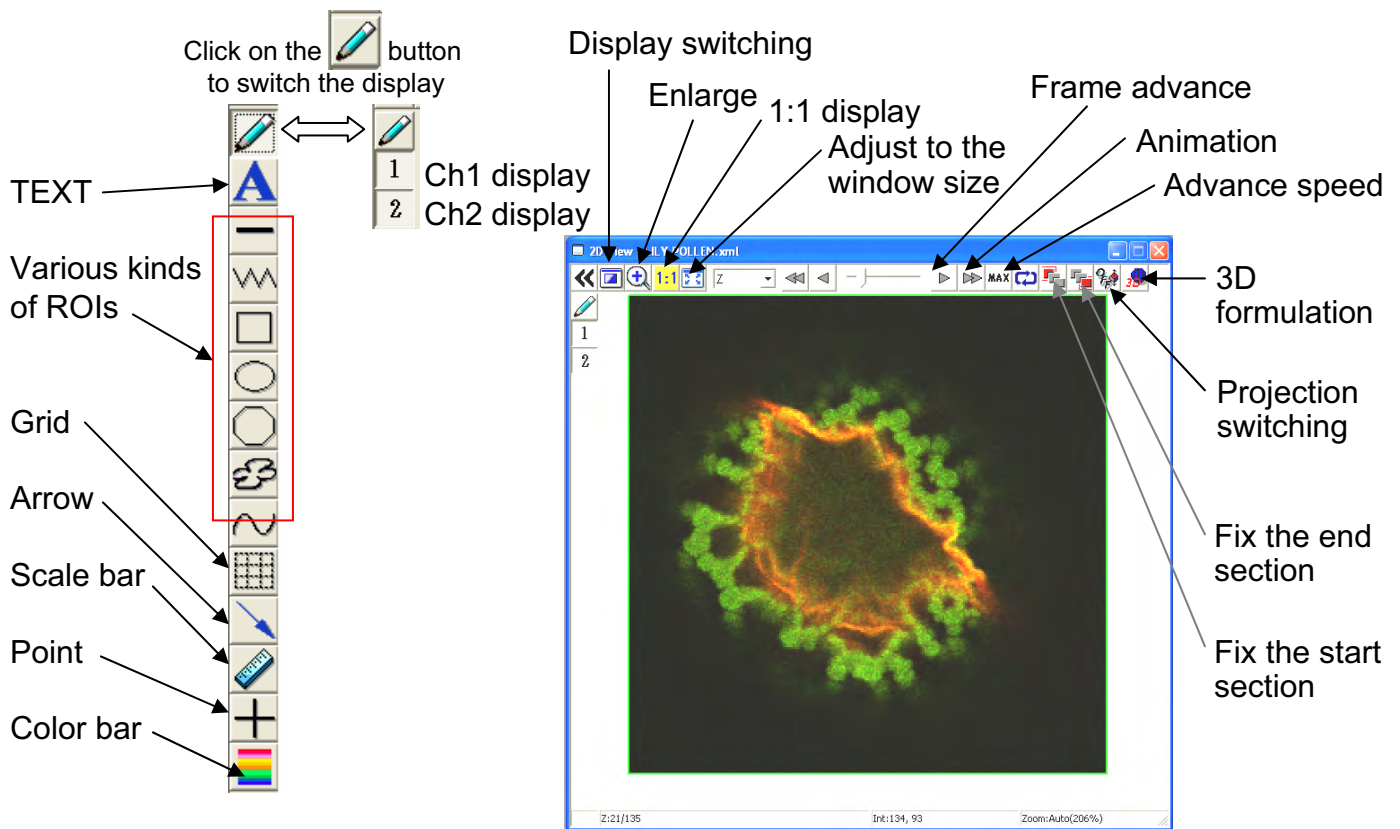 Click on the button
to switch the display
1 Ch1 display
2 Ch2 display
TEXT
A
Various kinds
of ROIs
Grid
Arrow
Scale bar
Point
Color bar
Display switching
Enlarge
1:1 display
Adjust to the
window size
Frame advance
Animation
Advance speed
3D
formulation
Projection
switching
Fix the end
section
Fix the start
section
1:1 Z MAX 3D
1
2
Z:21/135 Int:134, 93 Zoom:Auto(206%)